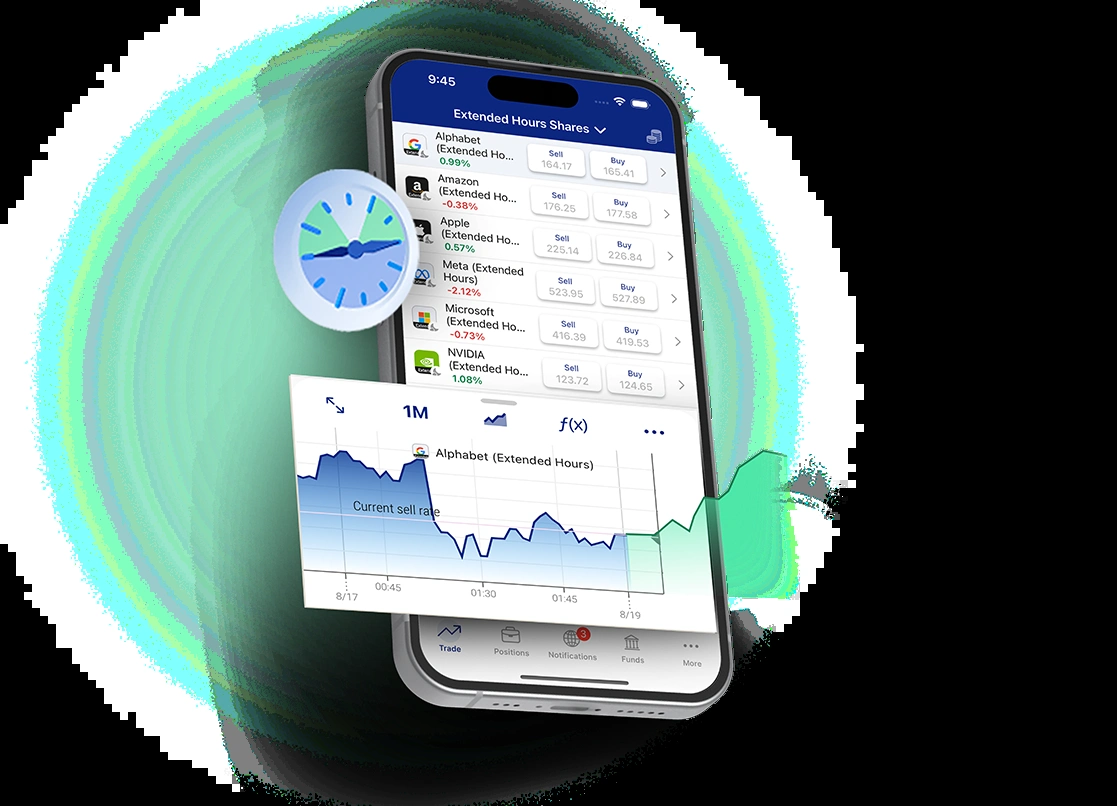 9:45
Extended Hours Shares
Alphabet
(Extended Ho...
0.99%
Sell
164.17
Buy
165.41
Amazon
(Extended Ho...
-0.38%
Sell
176.25
Buy
177.58
Apple
(Extended Ho...
0.57%
Sell
225.14
Buy
226.84
Meta (Extended
Hours)
-2.12%
Sell
523.95
Buy
527.89
Microsoft
(Extended Ho...
-0.73%
Sell
416.39
Buy
419.53
NVIDIA
(Extended Ho...
1.08%
Sell
123.72
Buy
124.65
1M
f(x)
Alphabet (Extended Hours)
Current sell rate
00:45
01:30
01:45
8/17
8/19
3
Trade
Positions
Notifications
Funds
More